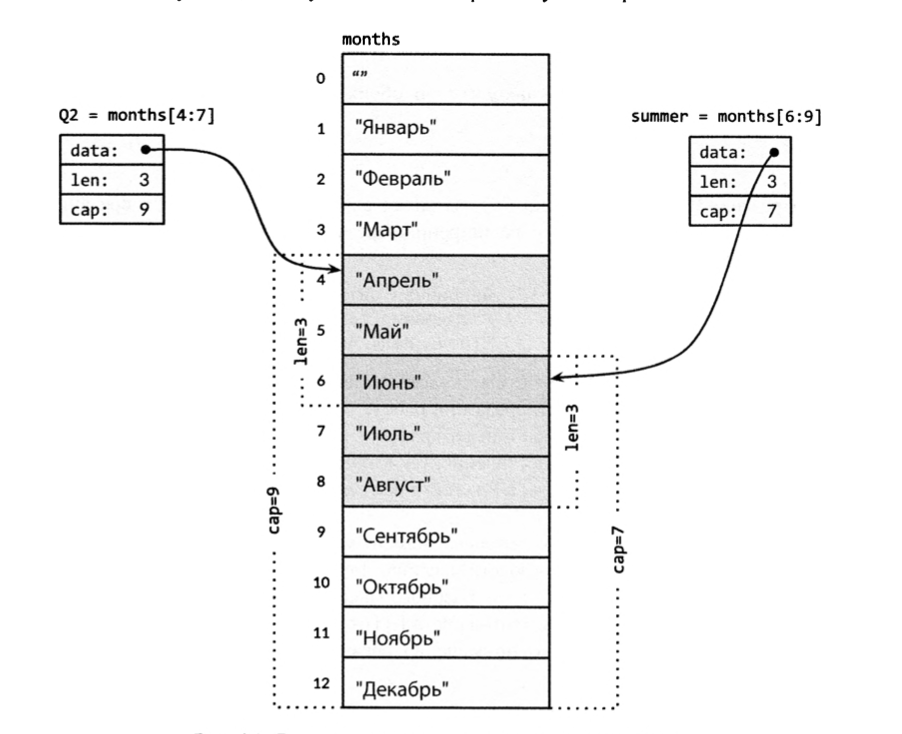 months
0 “”
Q2 = months[4:7]
data:
len: 3
cap: 9
summer = months[6:9]
data:
len: 3
cap: 7
1 "Январь"
2 "Февраль"
3 "Март"
4 "Апрель"
5 "Май"
6 "Июнь"
7 "Июль"
8 "Август"
9 "Сентябрь"
10 "Октябрь"
11 "Ноябрь"
12 "Декабрь"
len=3
cap=9
len=3
cap=7